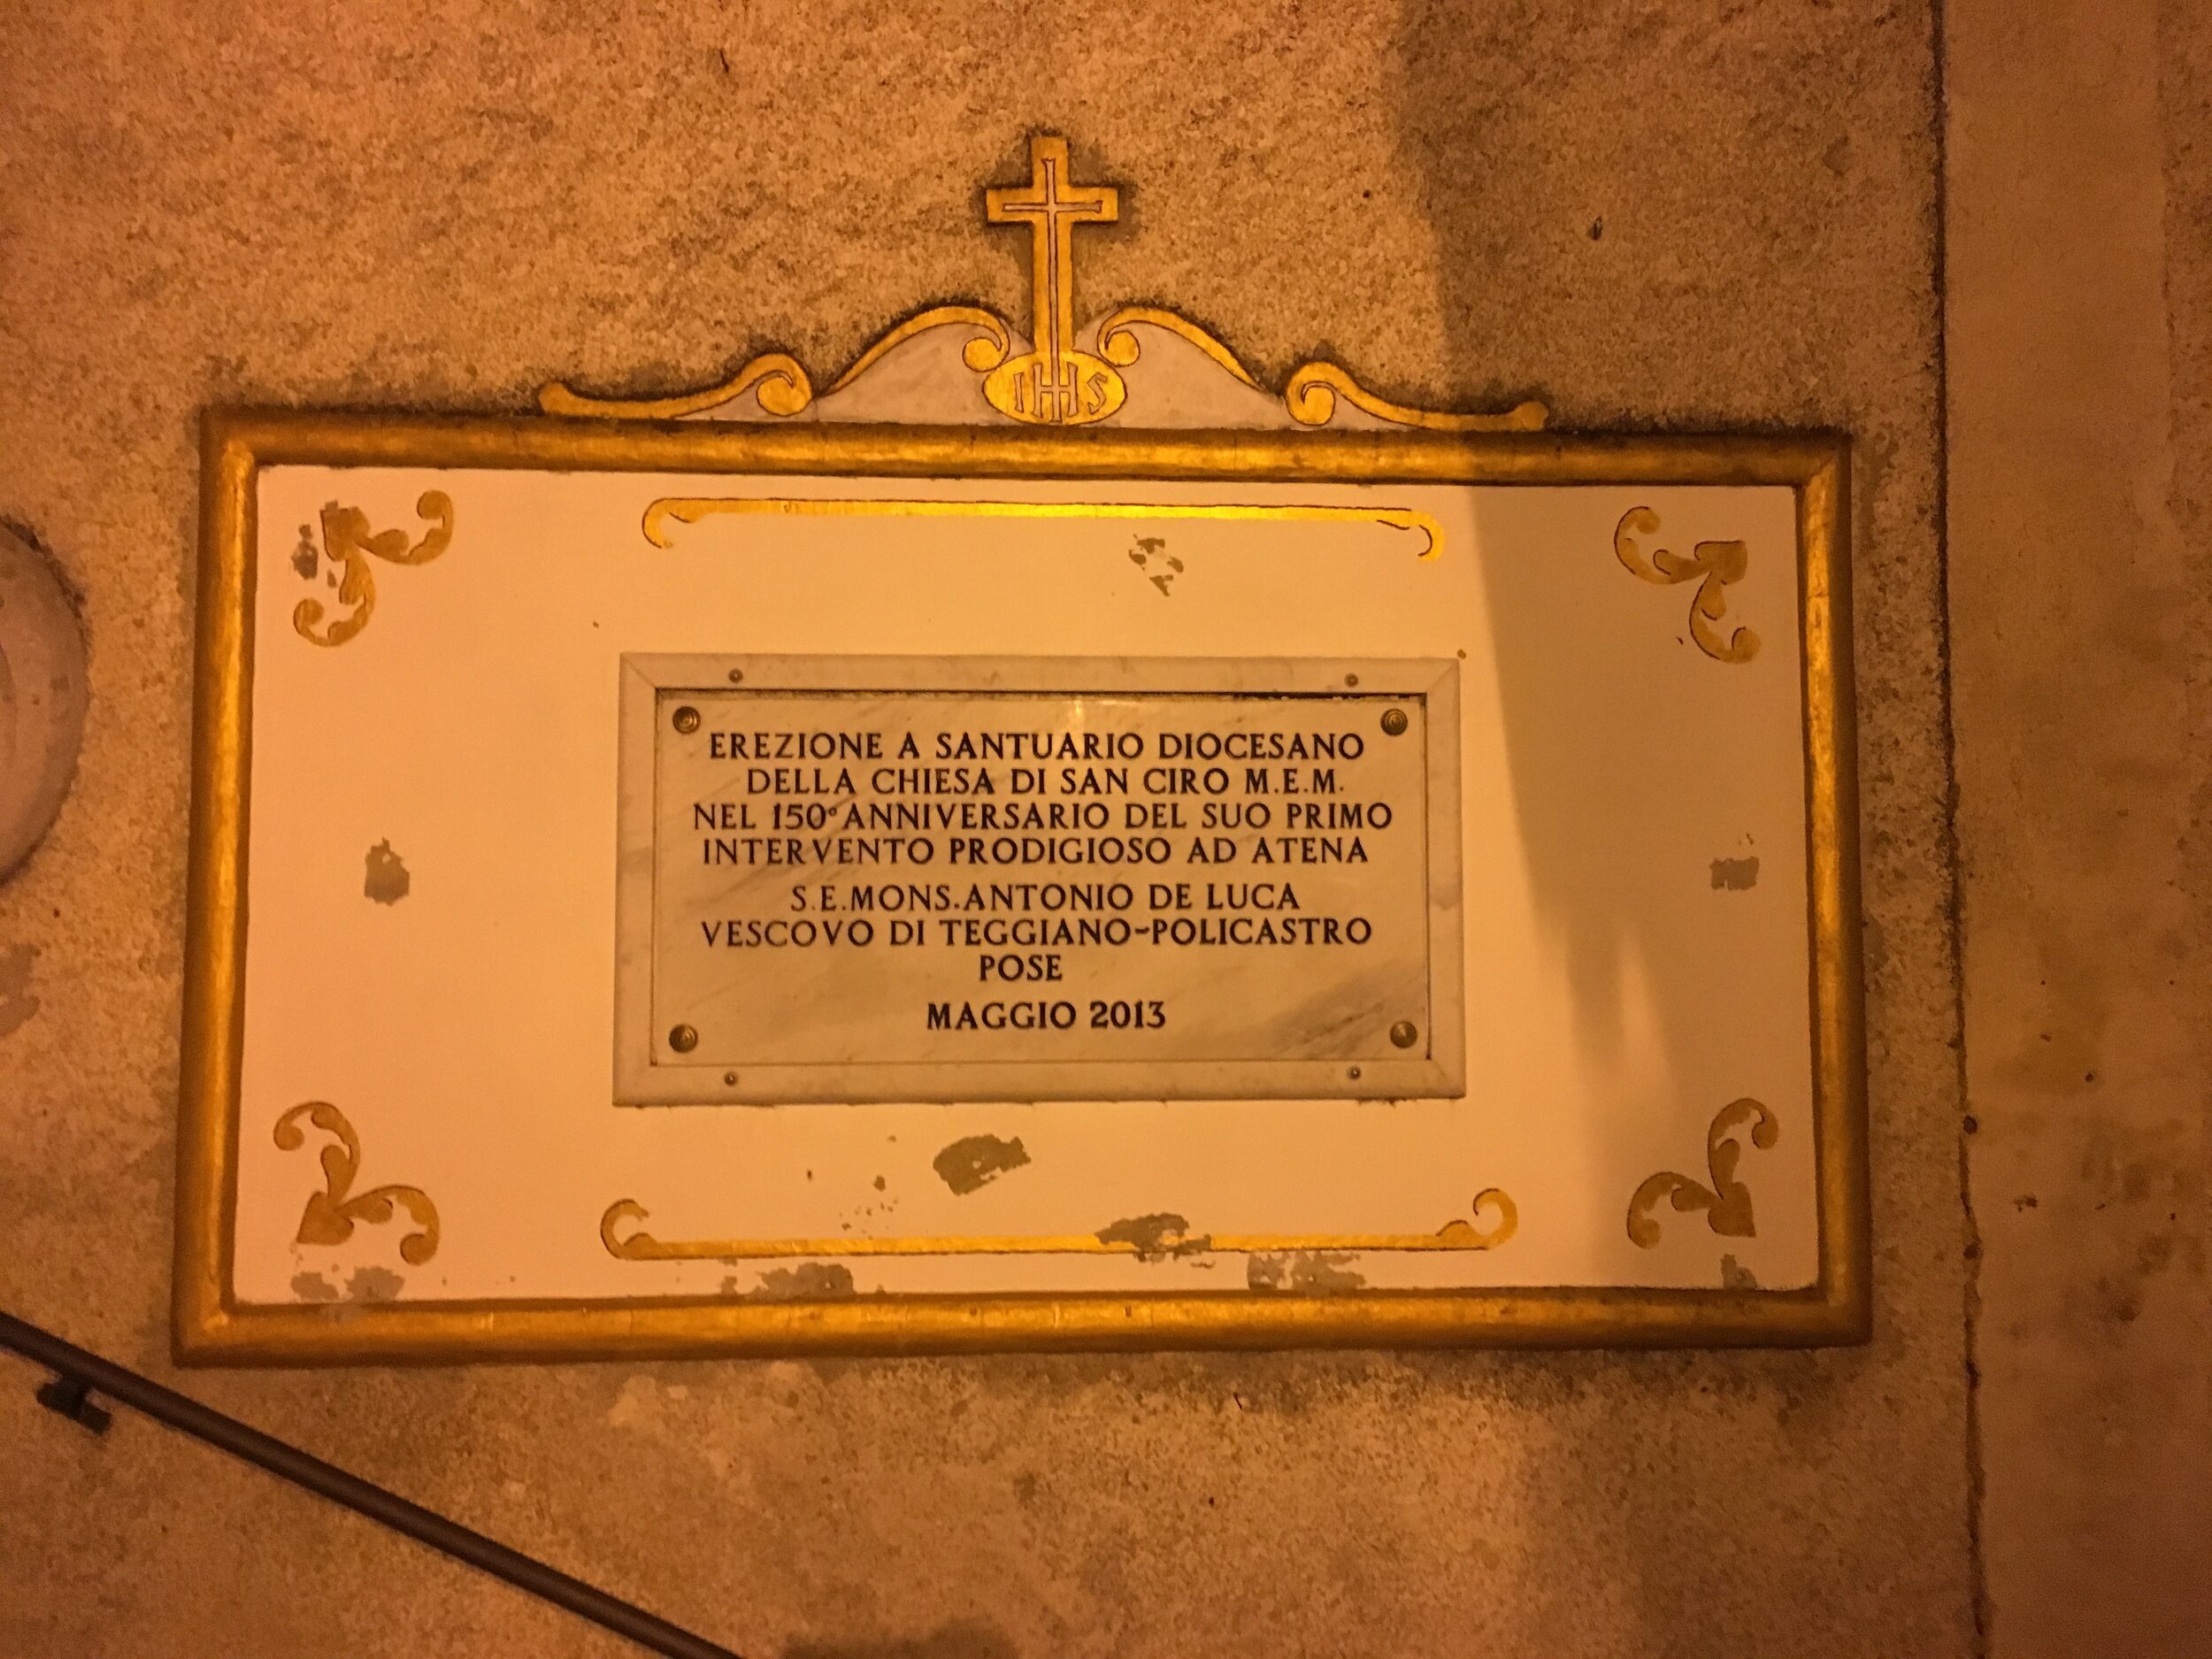 IHS
EREZIONE A SANTUARIO DIOCESANO
DELLA CHIESA DI SAN CIRO M.E.M.
NEL 150° ANNIVERSARIO DEL SUO PRIMO
INTERVENTO PRODIGIOSO AD ATENA
S.E.MONS.ANTONIO DE LUCA
VESCOVO DI TEGGIANO-POLICASTRO
POSE
MAGGIO 2013